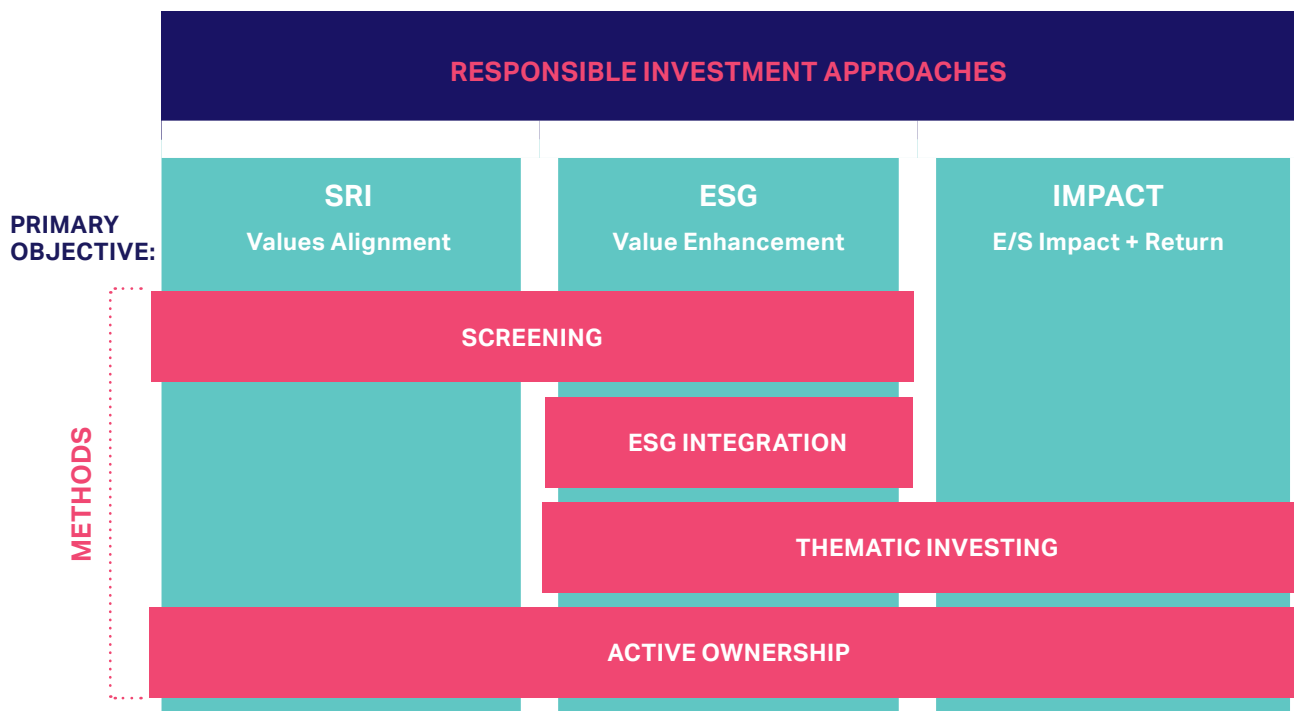 RESPONSIBLE INVESTMENT APPROACHES
PRIMARY
OBJECTIVE:
SRI
Values Alignment
ESG
Value Enhancement
IMPACT
E/S Impact + Return
METHODS
SCREENING
ESG INTEGRATION
THEMATIC INVESTING
ACTIVE OWNERSHIP